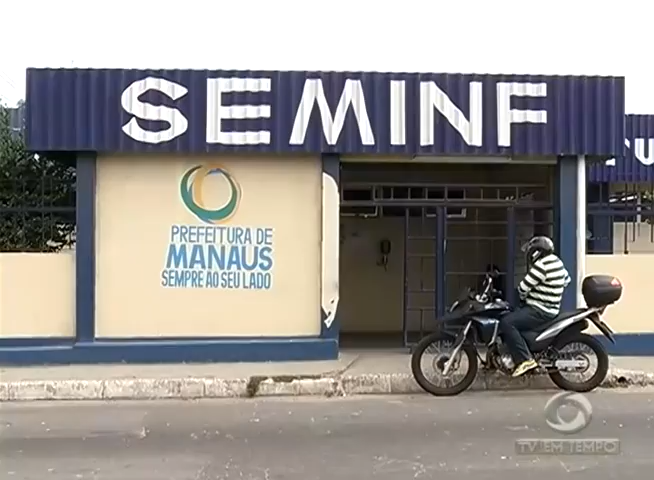 SEMINF
PREFEITURA DE
MANAUS
SEMPRE AO SEU LADO
TV EM TEMPO